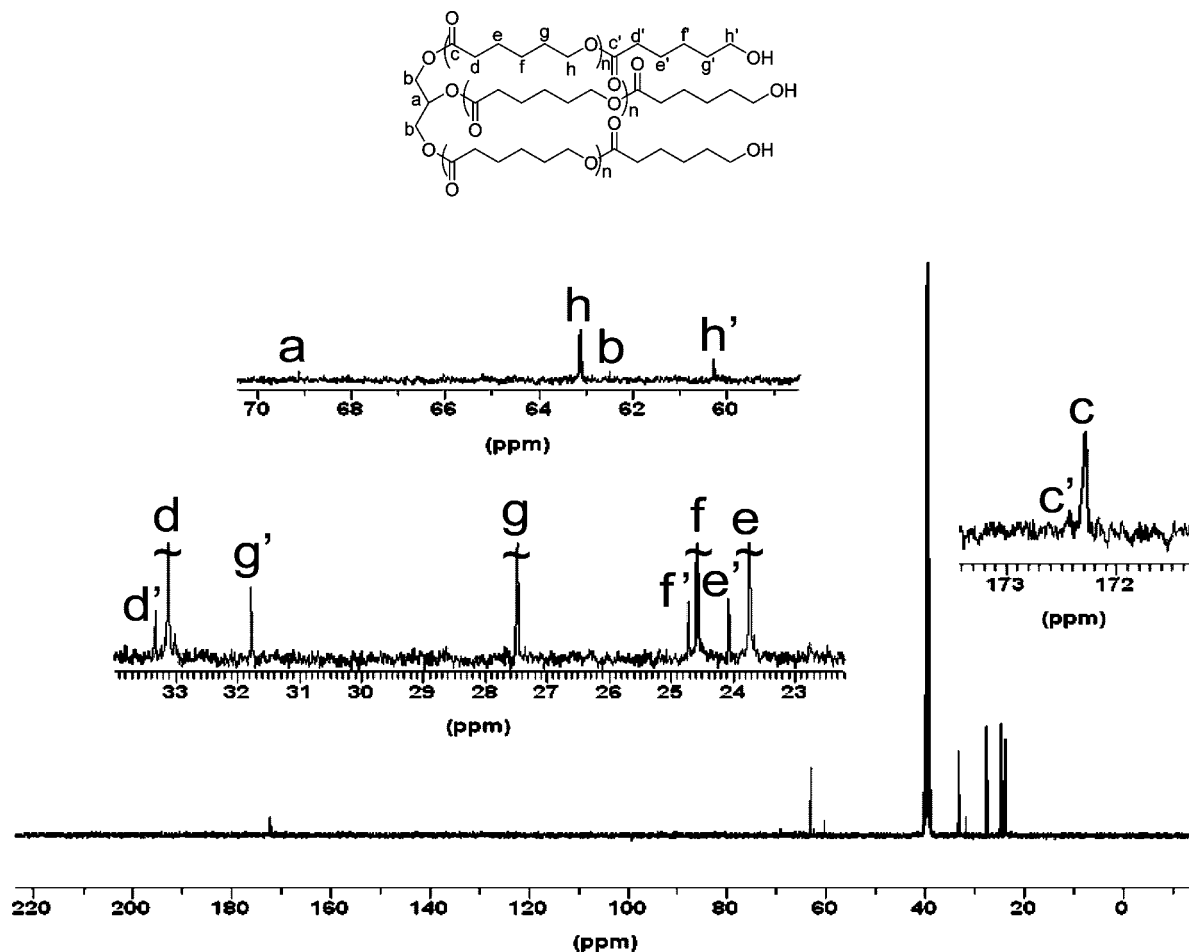 O
O
c
d
e
f
g
h
O
n
c'
O
d'
e'
f'
g'
h'
OH
b
a
b
O
O
O
n
O
OH
O
O
O
n
O
OH
a
h
b
h'
70 68 66 64 62 60
(ppm)
c
c'
173 172
(ppm)
d
d'
g'
g
f
f'
e'
e
33 32 31 30 29 28 27 26 25 24 23
(ppm)
220 200 180 160 140 120 100 80 60 40 20 0
(ppm)